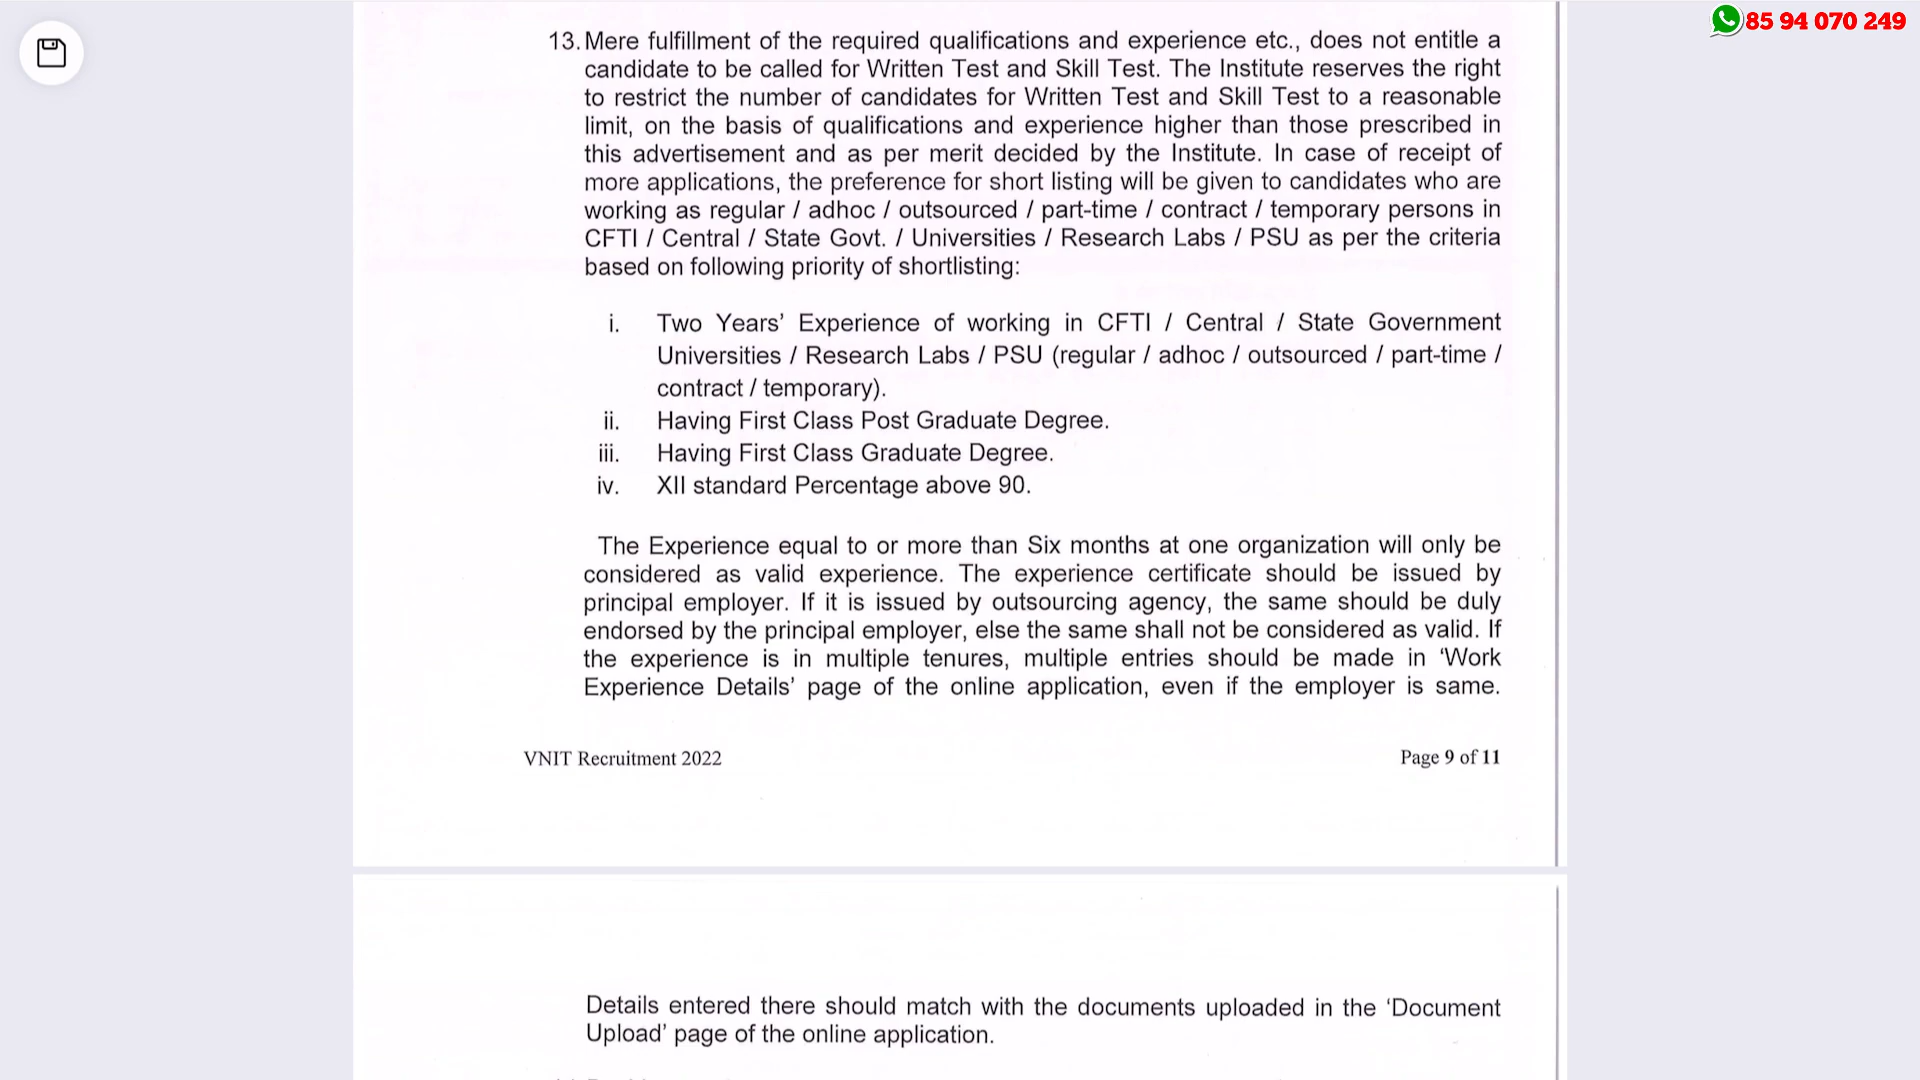 85 94 070 249
13. Mere fulfillment of the required qualifications and experience etc., does not entitle a
candidate to be called for Written Test and Skill Test. The Institute reserves the right
to restrict the number of candidates for Written Test and Skill Test to a reasonable
limit, on the basis of qualifications and experience higher than those prescribed in
this advertisement and as per merit decided by the Institute. In case of receipt of
more applications, the preference for short listing will be given to candidates who are
working as regular / adhoc / outsourced / part-time / contract / temporary persons in
CFTI / Central / State Govt. / Universities / Research Labs / PSU as per the criteria
based on following priority of shortlisting:
i. Two Years' Experience of working in CFTI / Central / State Government
Universities / Research Labs / PSU (regular / adhoc / outsourced / part-time /
contract / temporary).
ii. Having First Class Post Graduate Degree.
iii. Having First Class Graduate Degree.
iv. XII standard Percentage above 90.
The Experience equal to or more than Six months at one organization will only be
considered as valid experience. The experience certificate should be issued by
principal employer. If it is issued by outsourcing agency, the same should be duly
endorsed by the principal employer, else the same shall not be considered as valid. If
the experience is in multiple tenures, multiple entries should be made in 'Work
Experience Details' page of the online application, even if the employer is same.
VNIT Recruitment 2022 Page 9 of 11
Details entered there should match with the documents uploaded in the 'Document
Upload' page of the online application.